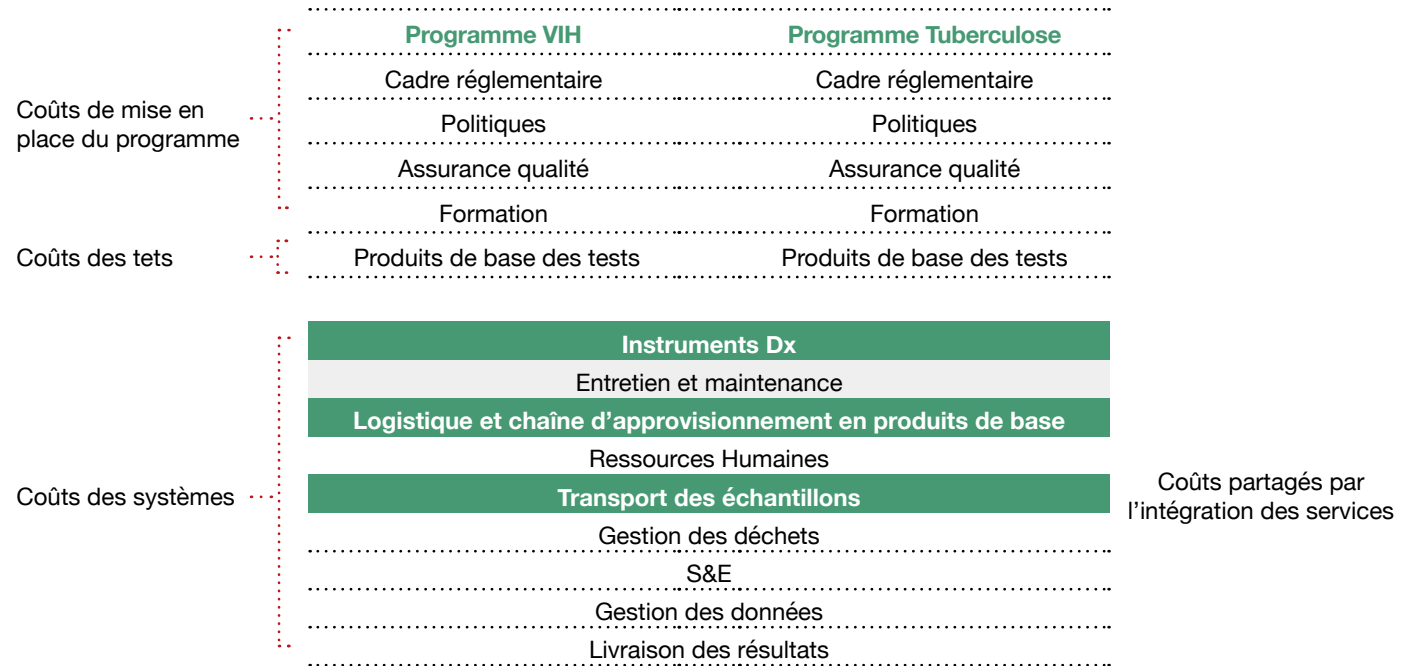 Programme VIH
Programme Tuberculose
Cadre réglementaire
Cadre réglementaire
Coûts de mise en
place du programme
Politiques
Politiques
Assurance qualité
Assurance qualité
Formation
Formation
Coûts des tets
Produits de base des tests
Produits de base des tests
Instruments Dx
Entretien et maintenance
Logistique et chaîne d'approvisionnement en produits de base
Ressources Humaines
Coûts des systèmes
Transport des échantillons
Coûts partagés par
l'intégration des services
Gestion des déchets
S&E
Gestion des données
Livraison des résultats